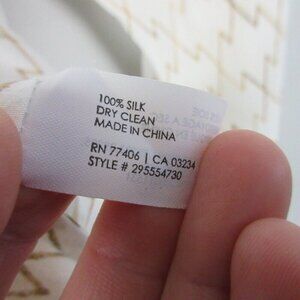 100% SILK
DRY CLEAN
MADE IN CHINA
RN 77406 | CA 03234
STYLE # 295554730